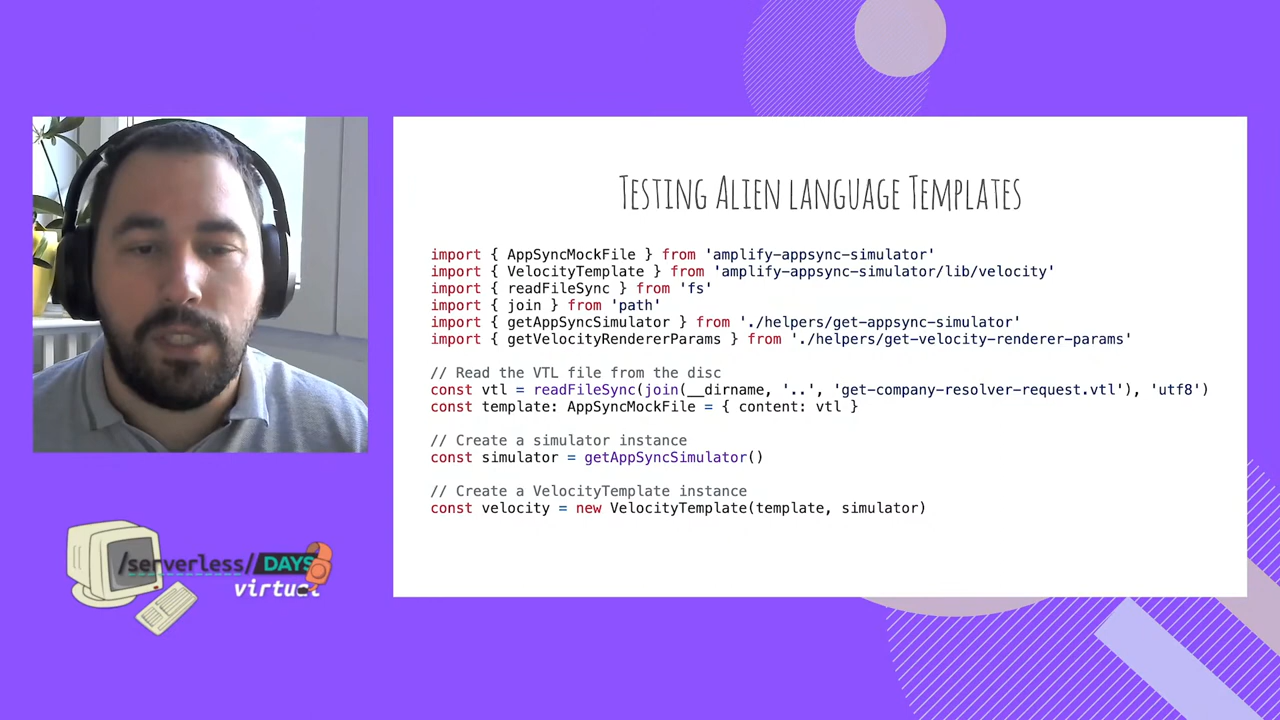 Testing Alien language Templates
import { AppSyncMockFile } from 'amplify-appsync-simulator'
import { VelocityTemplate } from 'amplify-appsync-simulator/lib/velocity'
import { readFileSync } from 'fs'
import { join } from 'path'
import { getAppSyncSimulator } from './helpers/get-appsync-simulator'
import { getVelocityRendererParams } from './helpers/get-velocity-renderer-params'
// Read the VTL file from the disc
const vtl = readFileSync(join(__dirname, '..', 'get-company-resolver-request.vtl'), 'utf8')
const template: AppSyncMockFile = { content: vtl }
// Create a simulator instance
const simulator = getAppSyncSimulator()
// Create a VelocityTemplate instance
const velocity = new VelocityTemplate(template, simulator)
/serverless/DAYS
virtual